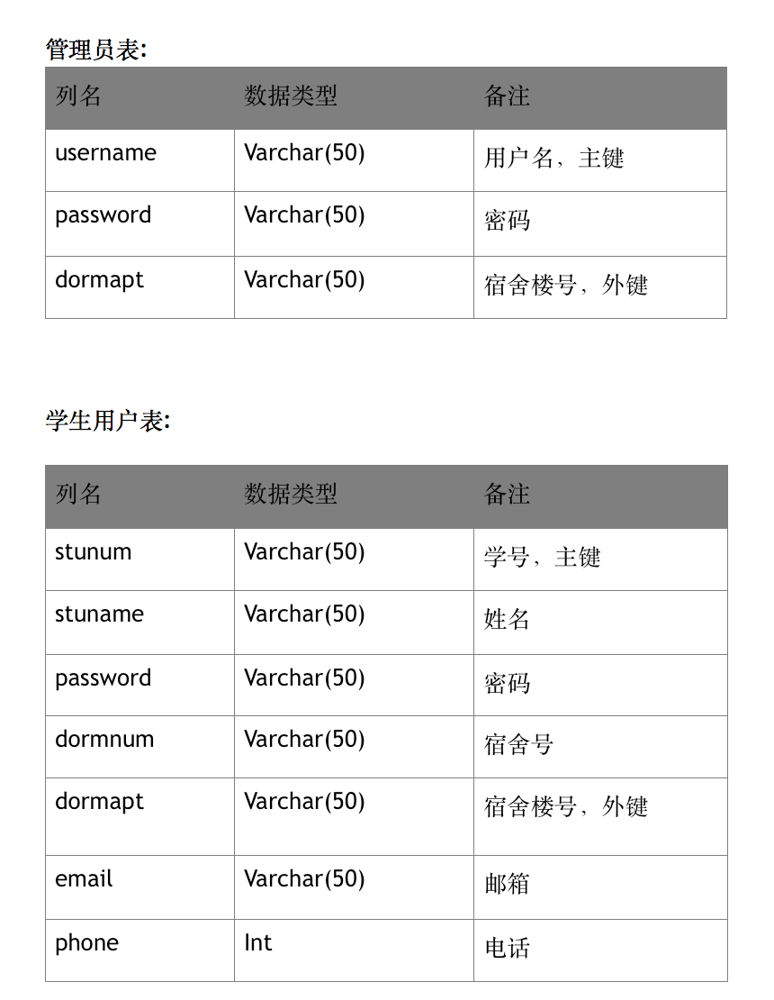 管理员表:
列名 数据类型 备注
username Varchar(50) 用户名，主键
password Varchar(50) 密码
dormapt Varchar(50) 宿舍楼号，外键
学生用户表:
列名 数据类型 备注
stunum Varchar(50) 学号，主键
stuname Varchar(50) 姓名
password Varchar(50) 密码
dormnum Varchar(50) 宿舍号
dormapt Varchar(50) 宿舍楼号，外键
email Varchar(50) 邮箱
phone Int 电话